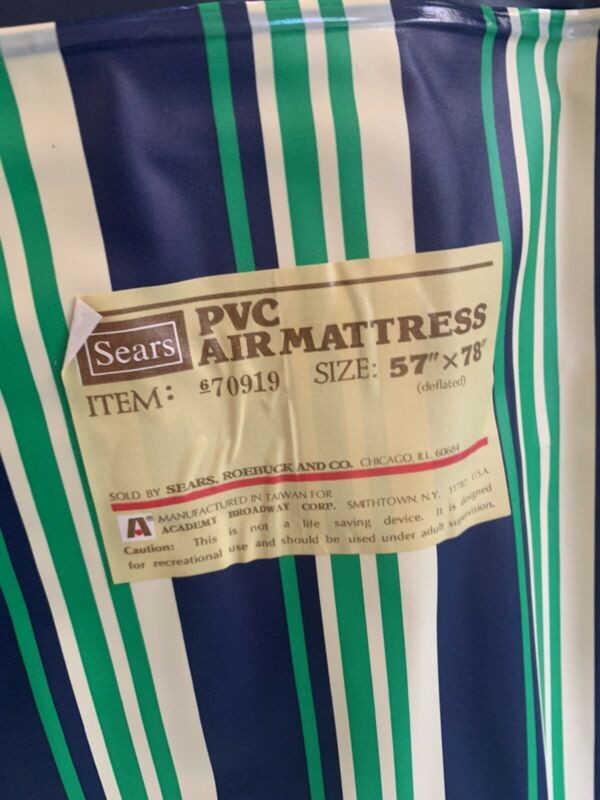 Sears
PVC
AIR MATTRESS
ITEM: 670919
SIZE: 57" × 78"
(deflated)
SOLD BY SEARS, ROEBUCK AND CO. CHICAGO, ILL. 60684
A®
MANUFACTURED IN TAIWAN FOR
ACADEMY BROADWAY CORP. SMITHTOWN, N.Y. 11787 U.S.A.
Caution: This is not a life saving device. It is designed
for recreational use and should be used under adult supervision.